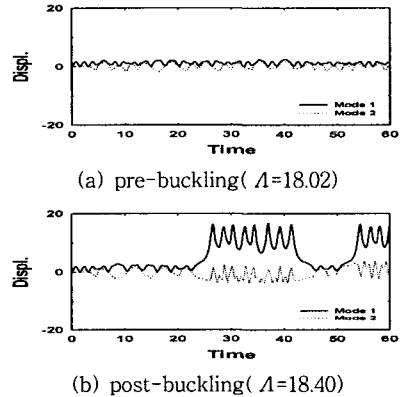 20
Displ.
0
-20
Mode 1
Mode 2
0 10 20 30 40 50 60
Time
(a) pre-buckling( Λ=18.02)
20
Displ.
0
-20
Mode 1
Mode 2
0 10 20 30 40 50 60
Time
(b) post-buckling( Λ=18.40)